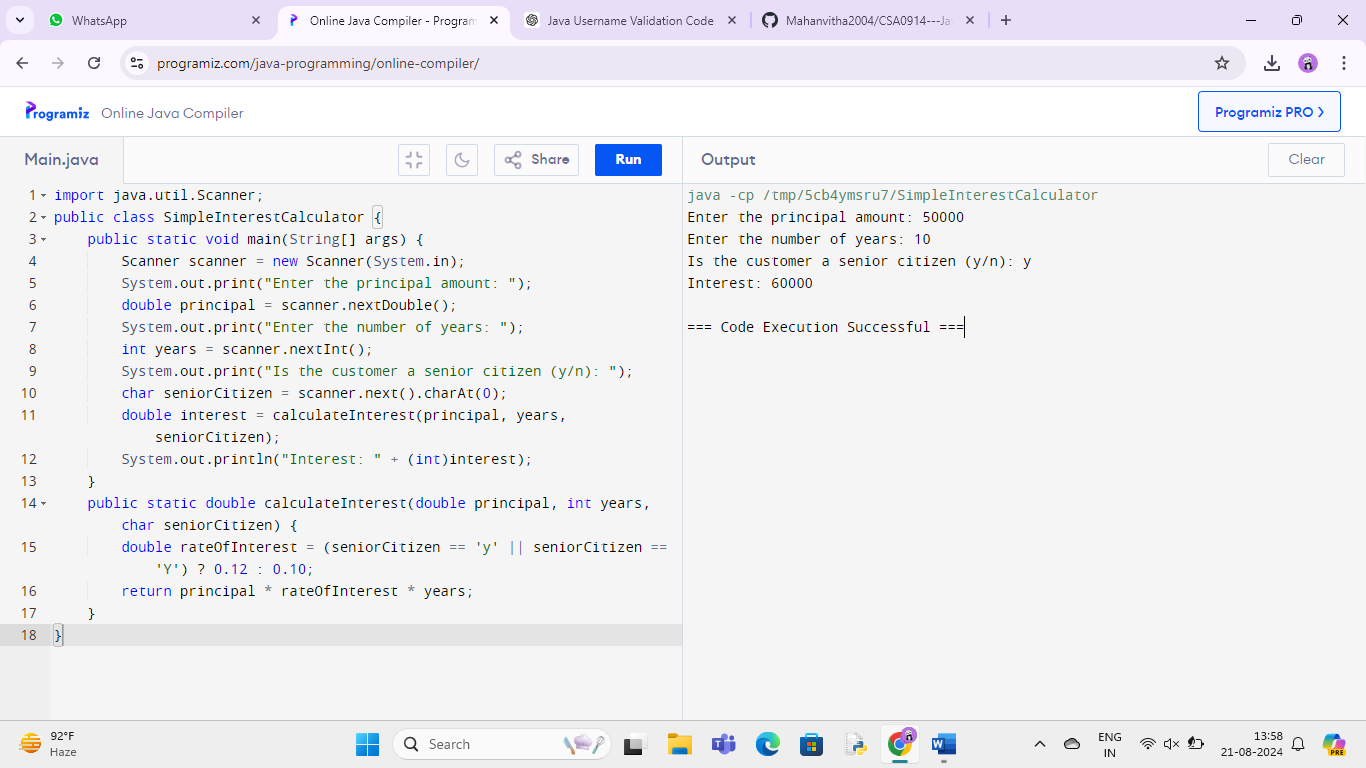 WhatsApp
Online Java Compiler - Program
Java Username Validation Code
Mahanvitha2004/CSA0914---Ja
programiz.com/java-programming/online-compiler/
Programiz Online Java Compiler
Programiz PRO
Main.java
Share
Run
Output
Clear
1 import java.util.Scanner;
2 public class SimpleInterestCalculator {
3 public static void main(String[] args) {
4 Scanner scanner = new Scanner(System.in);
5 System.out.print("Enter the principal amount: ");
6 double principal = scanner.nextDouble();
7 System.out.print("Enter the number of years: ");
8 int years = scanner.nextInt();
9 System.out.print("Is the customer a senior citizen (y/n): ");
10 char seniorCitizen = scanner.next().charAt(0);
11 double interest = calculateInterest(principal, years,
seniorCitizen);
12 System.out.println("Interest: " + (int)interest);
13 }
14 public static double calculateInterest(double principal, int years,
char seniorCitizen) {
15 double rateOfInterest = (seniorCitizen == 'y' || seniorCitizen ==
'Y') ? 0.12 : 0.10;
16 return principal * rateOfInterest * years;
17 }
18 }
java -cp /tmp/5cb4ymsru7/SimpleInterestCalculator
Enter the principal amount: 50000
Enter the number of years: 10
Is the customer a senior citizen (y/n): y
Interest: 60000
=== Code Execution Successful ===
92°F
Haze
Search
ENG
IN
13:58
21-08-2024
PRE